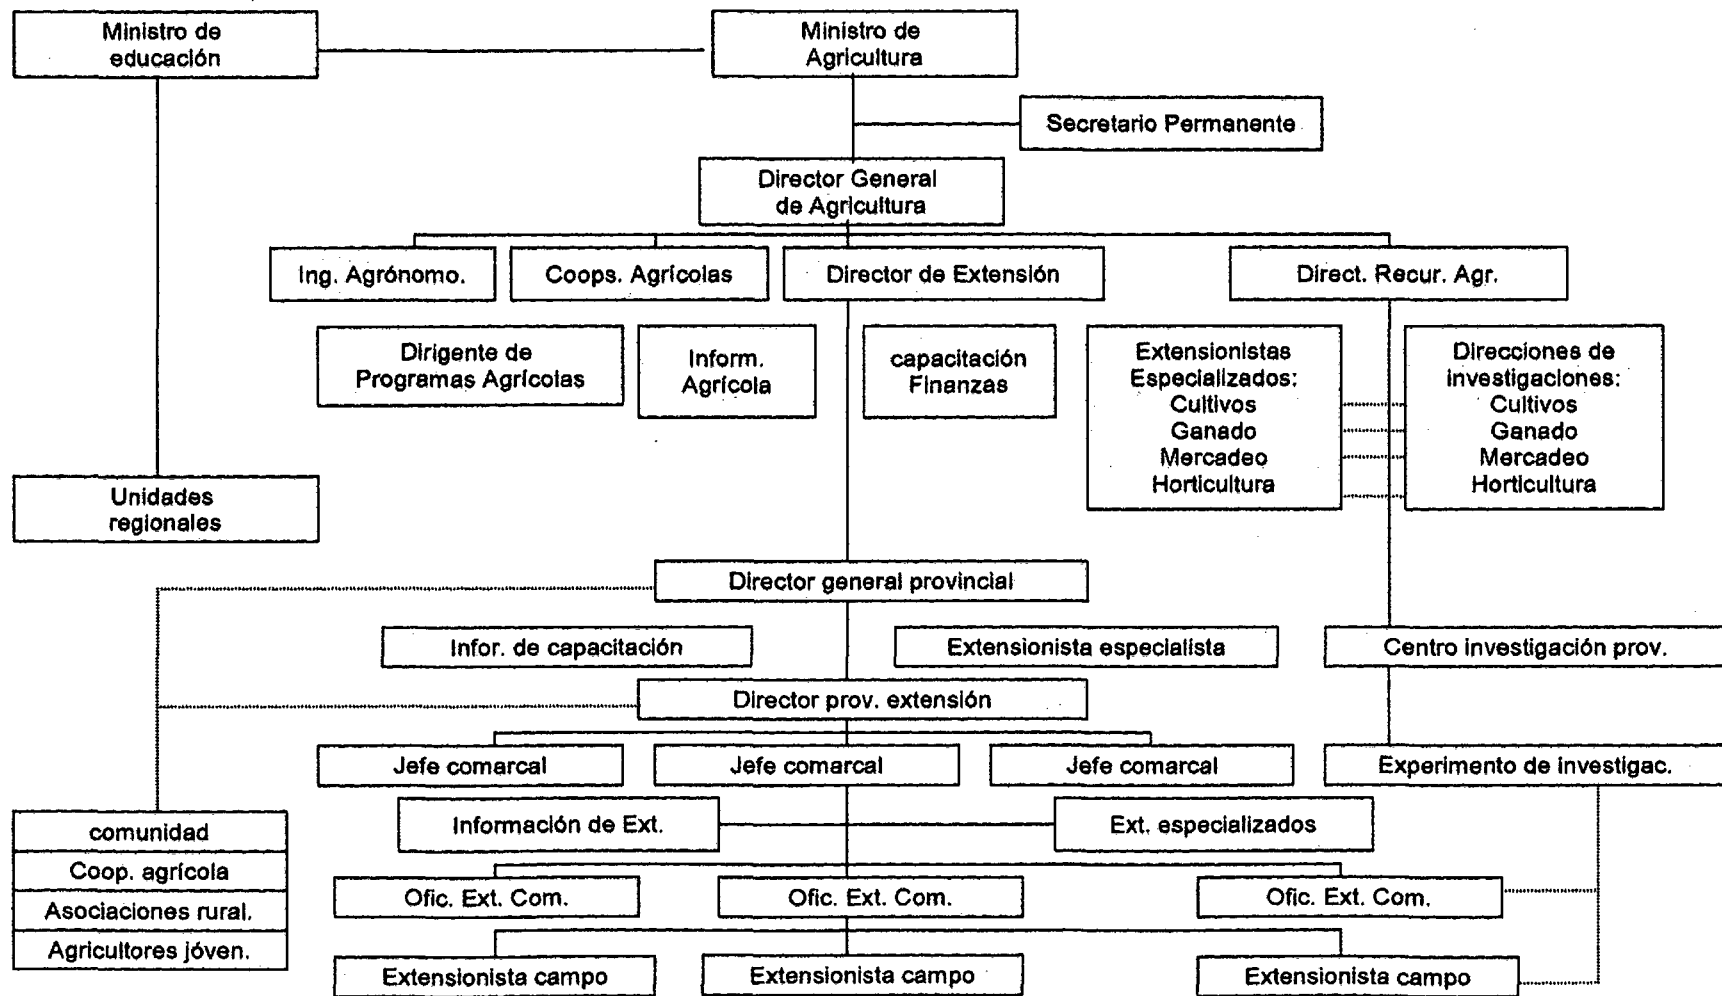 Ministro de
educación
Ministro de
Agricultura
Secretario Permanente
Director General
de Agricultura
Ing. Agrónomo.
Coops. Agrícolas
Director de Extensión
Direct. Recur. Agr.
Dirigente de
Programas Agrícolas
Inform.
Agrícola
capacitación
Finanzas
Extensionistas
Especializados:
Cultivos
Ganado
Mercadeo
Horticultura
Direcciones de
investigaciones:
Cultivos
Ganado
Mercadeo
Horticultura
Unidades
regionales
Director general provincial
Infor. de capacitación
Extensionista especialista
Centro investigación prov.
Director prov. extensión
Jefe comarcal
Jefe comarcal
Jefe comarcal
Experimento de investigac.
Información de Ext.
Ext. especializados
comunidad
Coop. agrícola
Asociaciones rural.
Agricultores jóven.
Ofic. Ext. Com.
Ofic. Ext. Com.
Ofic. Ext. Com.
Extensionista campo
Extensionista campo
Extensionista campo